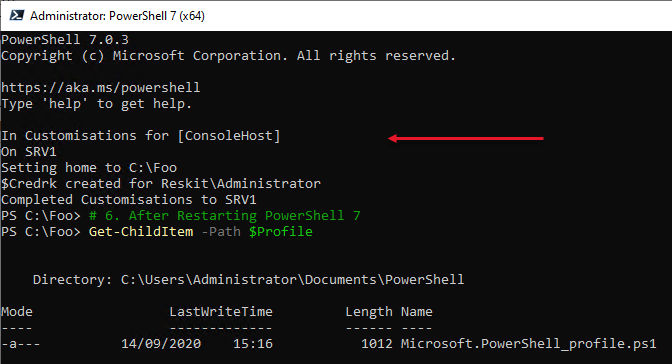 Administrator: PowerShell 7 (x64)
PowerShell 7.0.3
Copyright (c) Microsoft Corporation. All rights reserved.
https://aka.ms/powershell
Type 'help' to get help.
In Customisations for [ConsoleHost]
On SRV1
Setting home to C:\Foo
$Credrk created for Reskit\Administrator
Completed Customisations to SRV1
PS C:\Foo> # 6. After Restarting PowerShell 7
PS C:\Foo> Get-ChildItem -Path $Profile
Directory: C:\Users\Administrator\Documents\PowerShell
Mode LastWriteTime Length Name
---- ------------- ------ ----
-a--- 14/09/2020 15:16 1012 Microsoft.PowerShell_profile.ps1